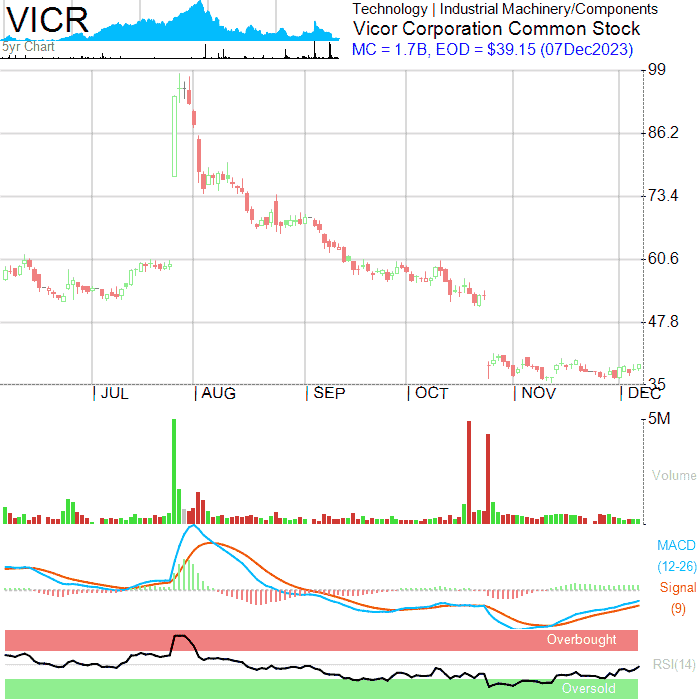 VICR
5yr Chart
Technology | Industrial Machinery/Components
Vicor Corporation Common Stock
MC = 1.7B, EOD = $39.15 (07Dec2023)
99
86.2
73.4
60.6
47.8
35
JUL
AUG
SEP
OCT
NOV
DEC
5M
Volume
MACD
(12-26)
Signal
(9)
Overbought
RSI(14)
Oversold